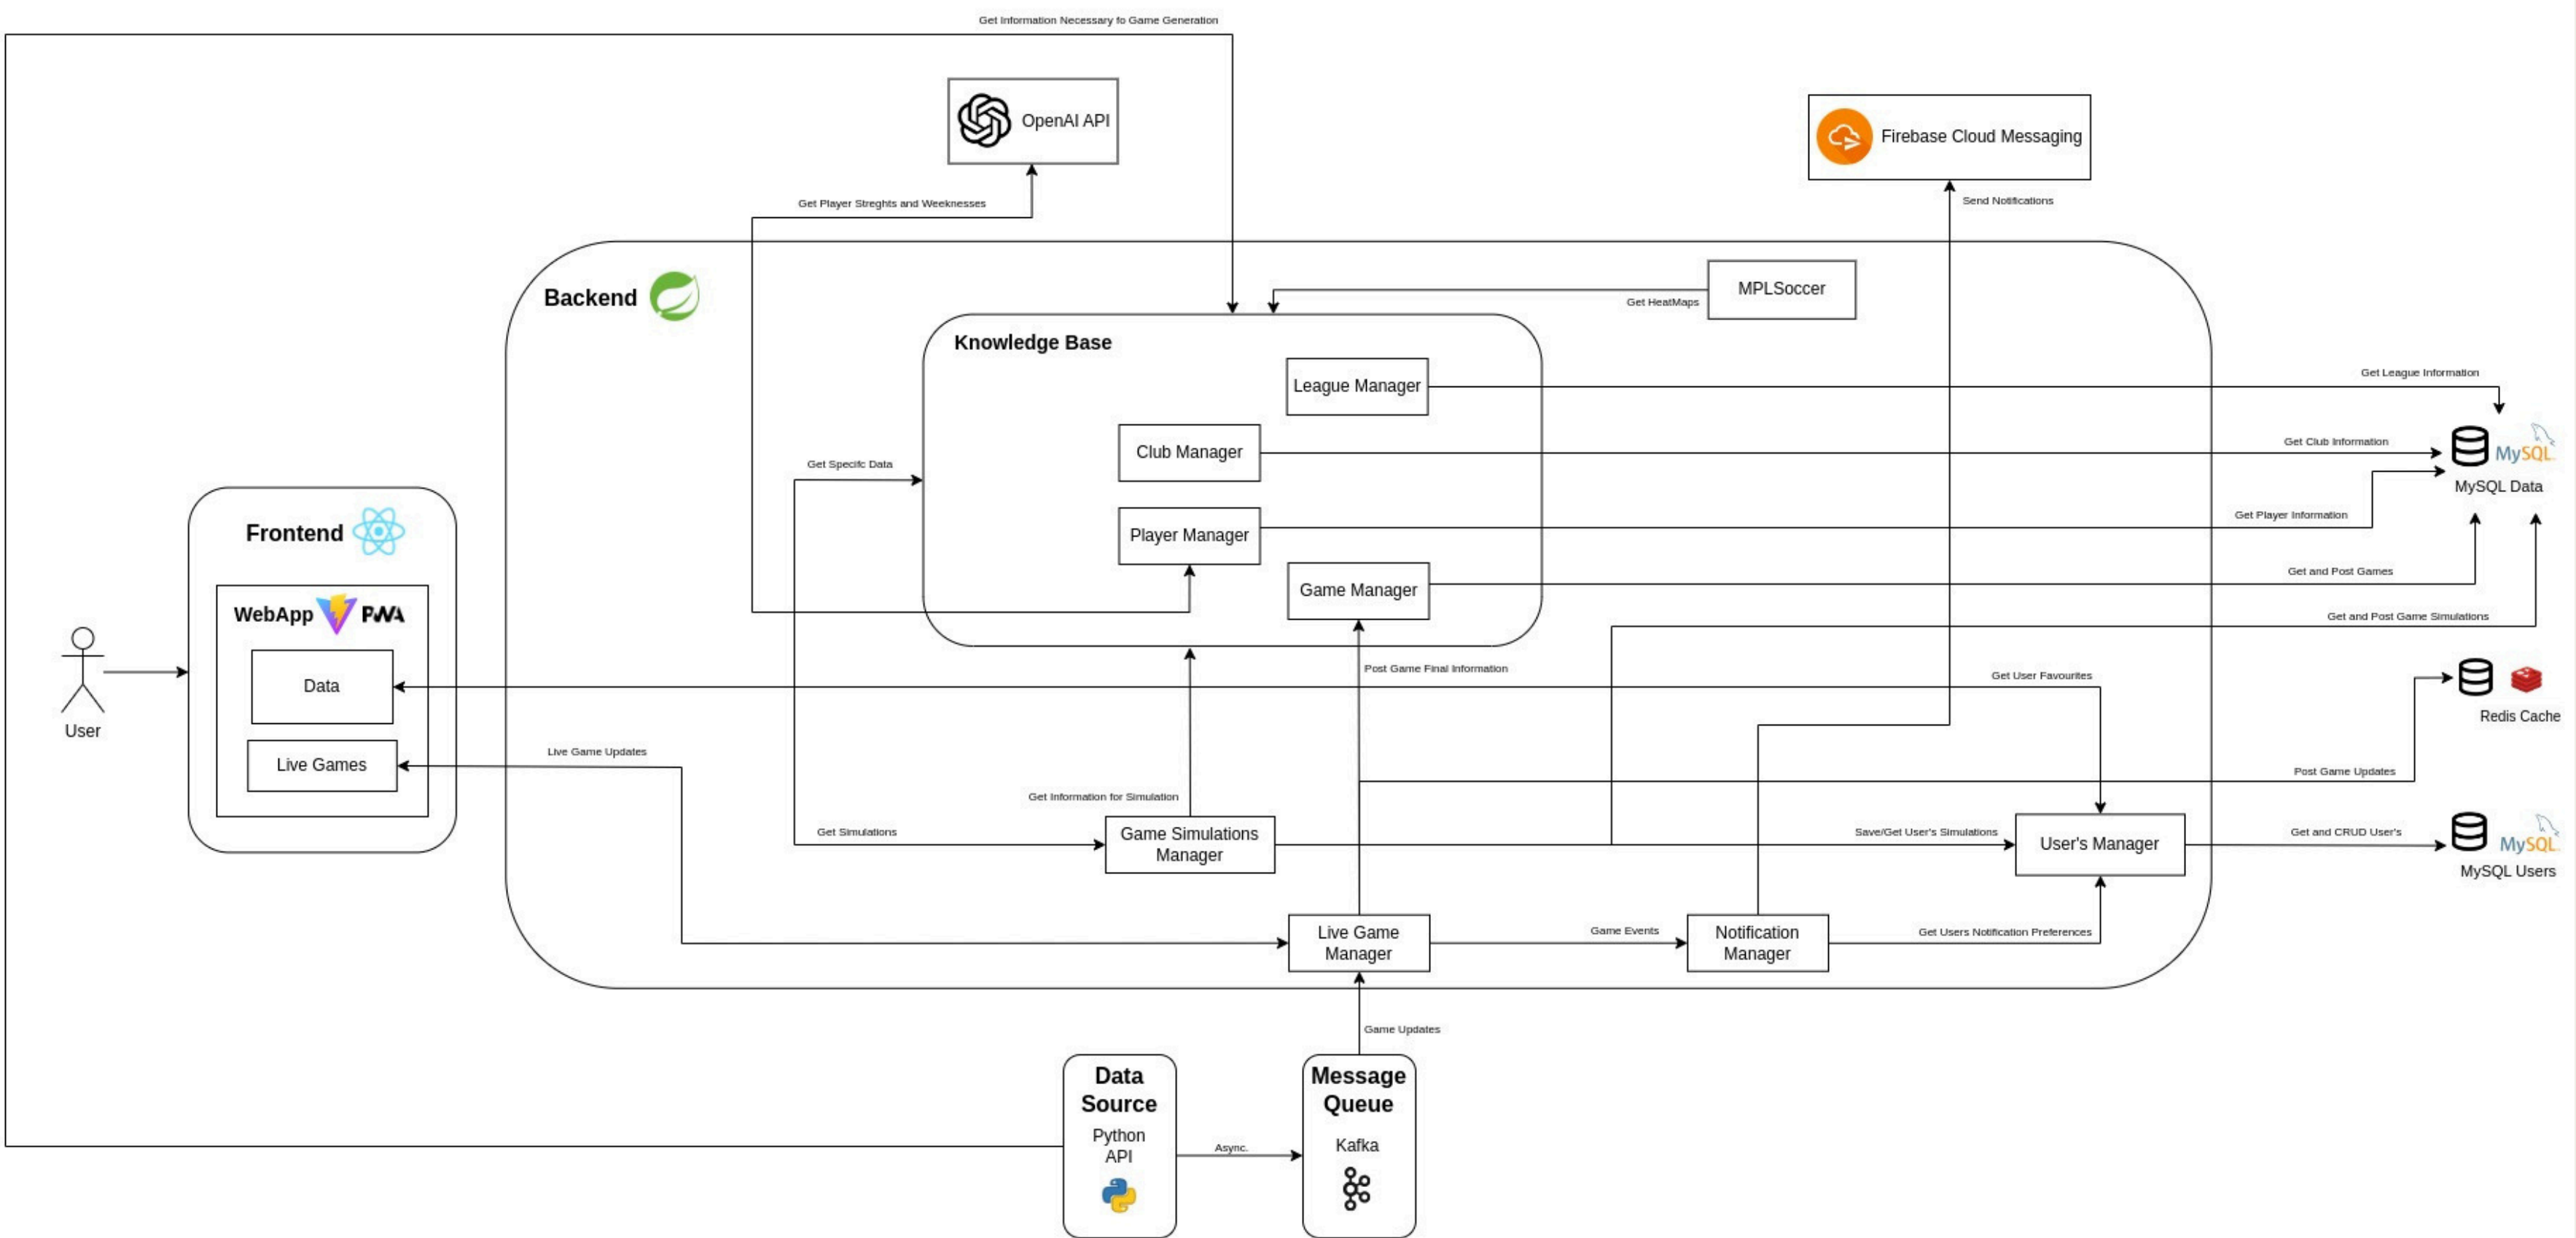 Get Information Necessary fo Game Generation
OpenAI API
Firebase Cloud Messaging
Get Player Streghts and Weeknesses
Send Notifications
Backend
MPLSoccer
Get HeatMaps
Knowledge Base
League Manager
Get League Information
Club Manager
Get Club Information
MySQL
MySQL Data
Get Specifc Data
Player Manager
Get Player Information
Frontend
Game Manager
Get and Post Games
WebApp
PWA
Get and Post Game Simulations
Post Game Final Information
Get User Favourites
Data
User
Redis Cache
Live Game Updates
Live Games
Post Game Updates
Get Information for Simulation
Get Simulations
Game Simulations
Manager
Save/Get User's Simulations
User's Manager
Get and CRUD User's
MySQL
MySQL Users
Live Game
Manager
Game Events
Notification
Manager
Get Users Notification Preferences
Game Updates
Data
Source
Python
API
Async.
Message
Queue
Kafka